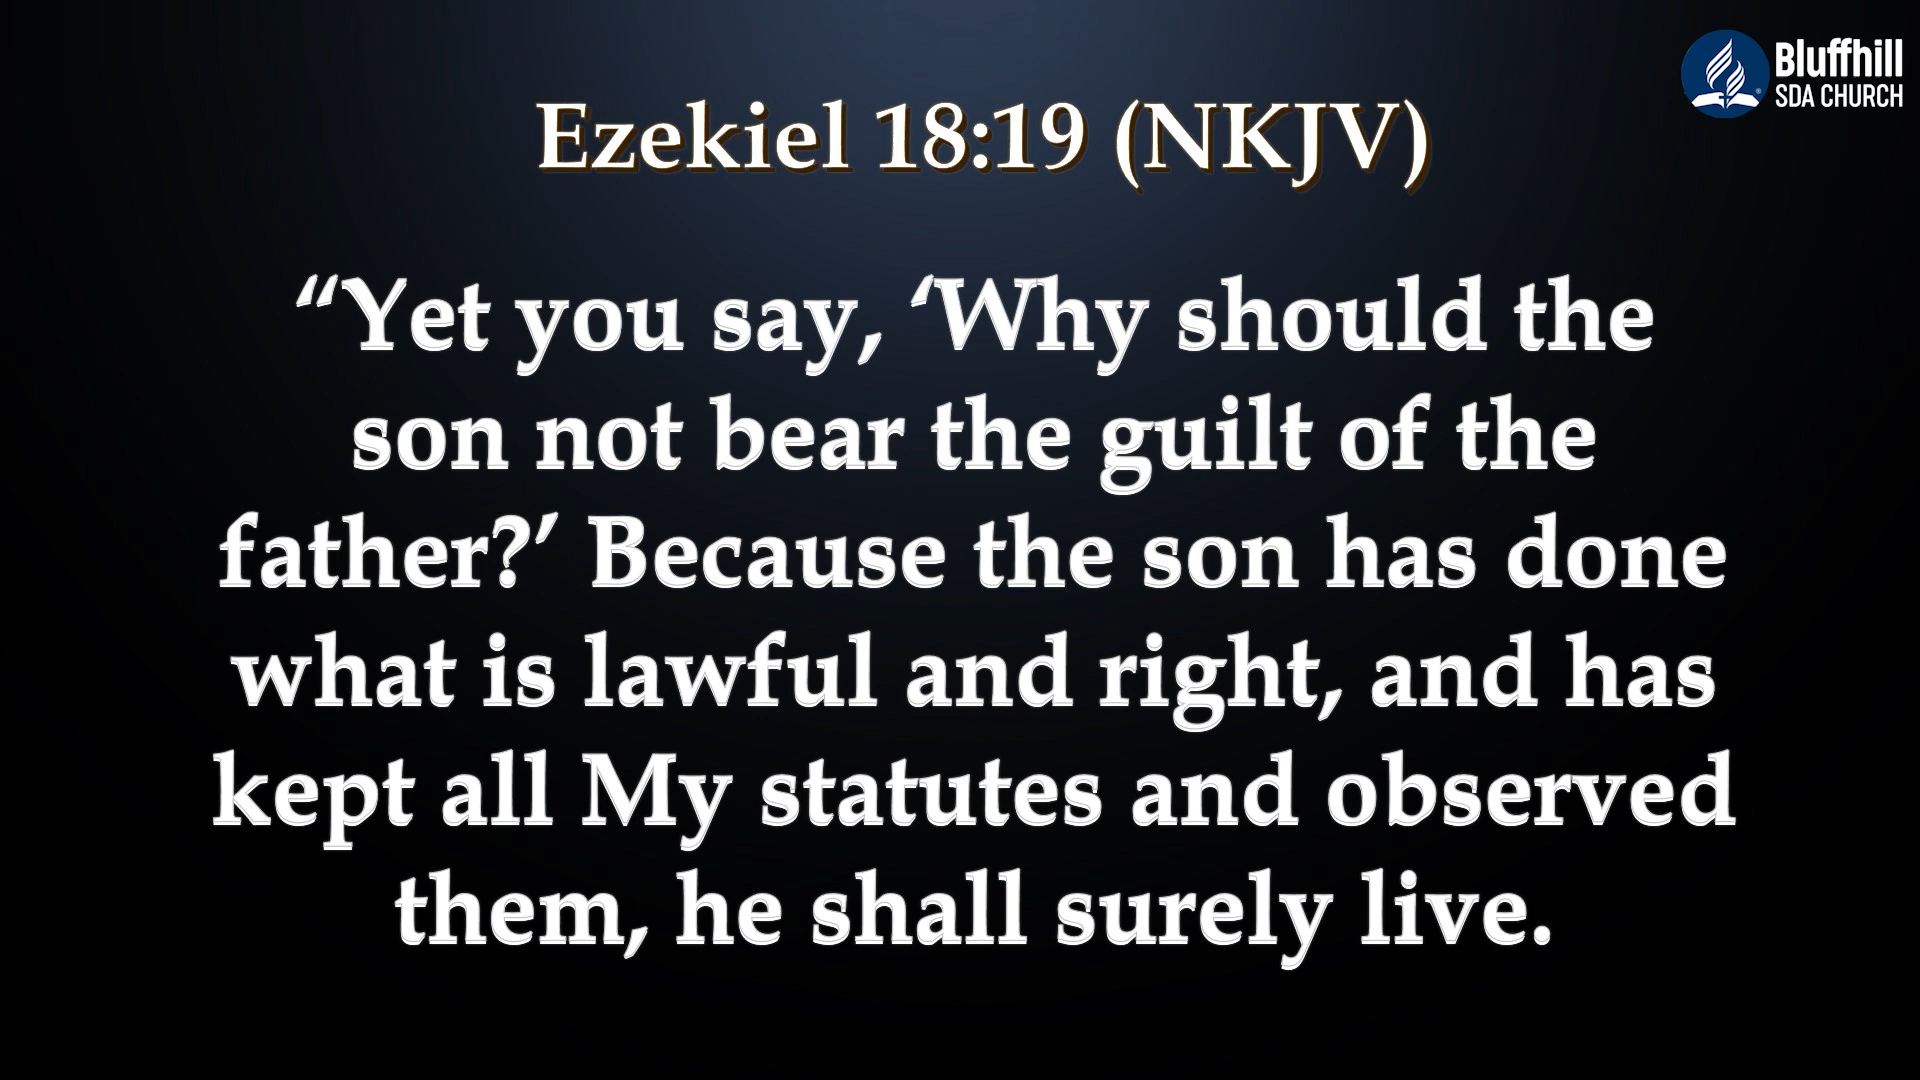 Bluffhill
SDA CHURCH
Ezekiel 18:19 (NKJV)
“Yet you say, ‘Why should the
son not bear the guilt of the
father?’ Because the son has done
what is lawful and right, and has
kept all My statutes and observed
them, he shall surely live.